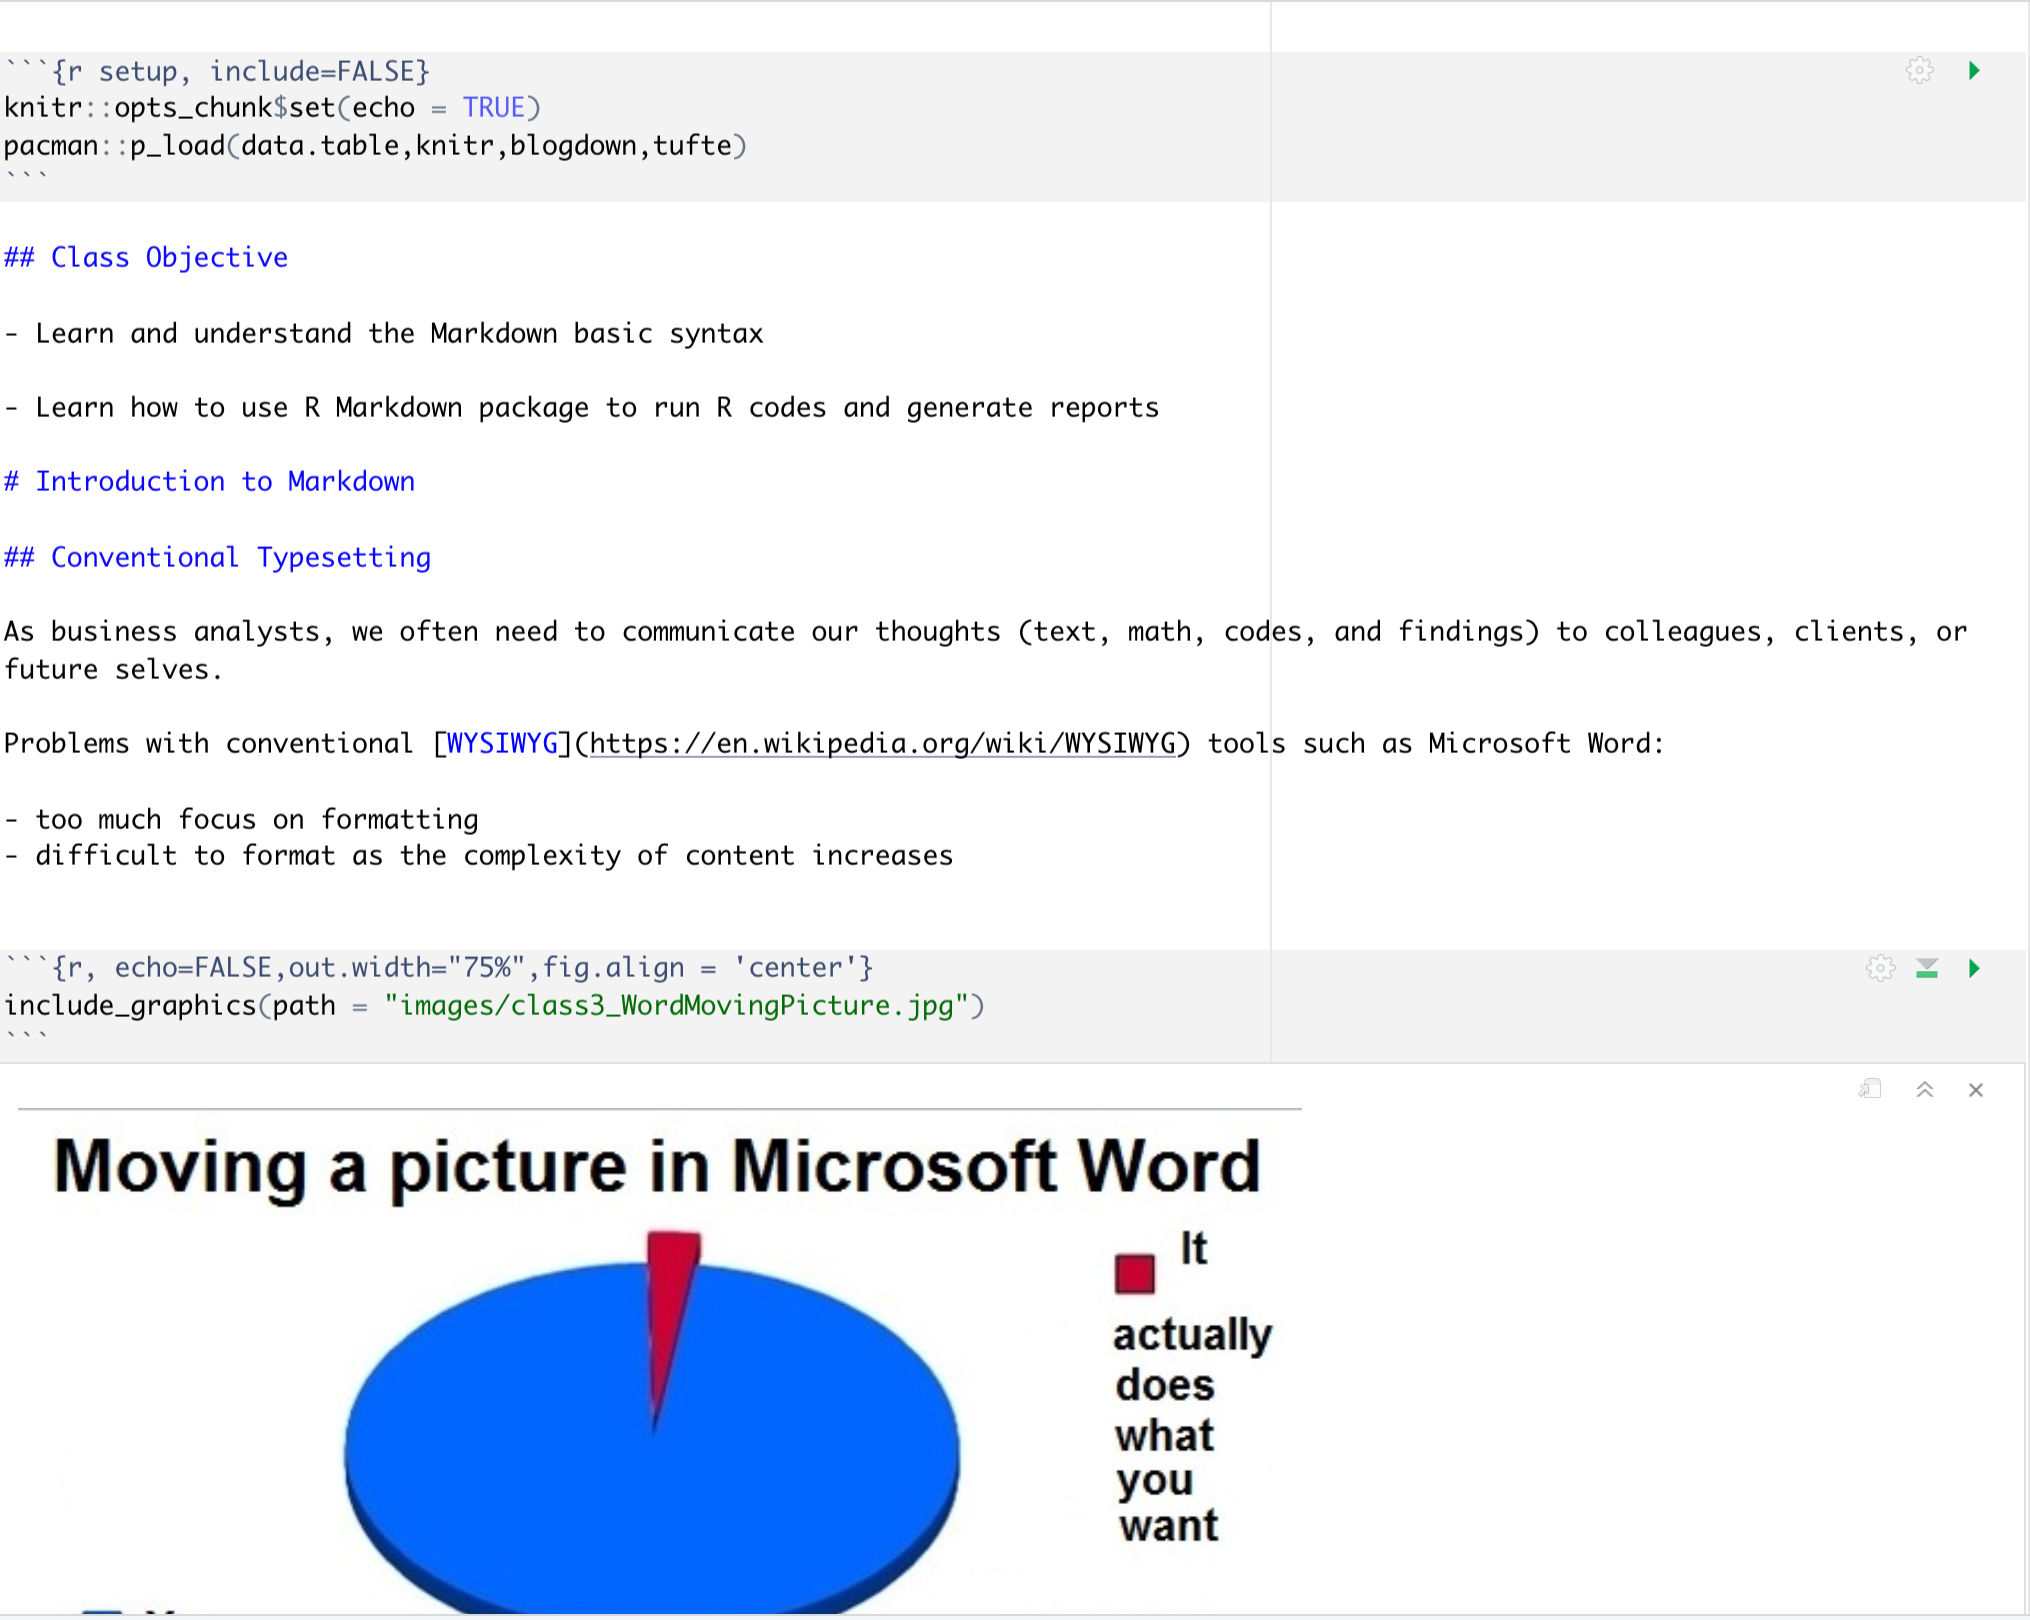 ```{r setup, include=FALSE}
knitr::opts_chunk$set(echo = TRUE)
pacman::p_load(data.table,knitr,blogdown,tufte)
```
## Class Objective
- Learn and understand the Markdown basic syntax
- Learn how to use R Markdown package to run R codes and generate reports
# Introduction to Markdown
## Conventional Typesetting
As business analysts, we often need to communicate our thoughts (text, math, codes, and findings) to colleagues, clients, or
future selves.
Problems with conventional [WYSIWYG](https://en.wikipedia.org/wiki/WYSIWYG) tools such as Microsoft Word:
- too much focus on formatting
- difficult to format as the complexity of content increases
```{r, echo=FALSE,out.width="75%",fig.align = 'center'}
include_graphics(path = "images/class3_WordMovingPicture.jpg")
```
Moving a picture in Microsoft Word
It
actually
does
what
you
want